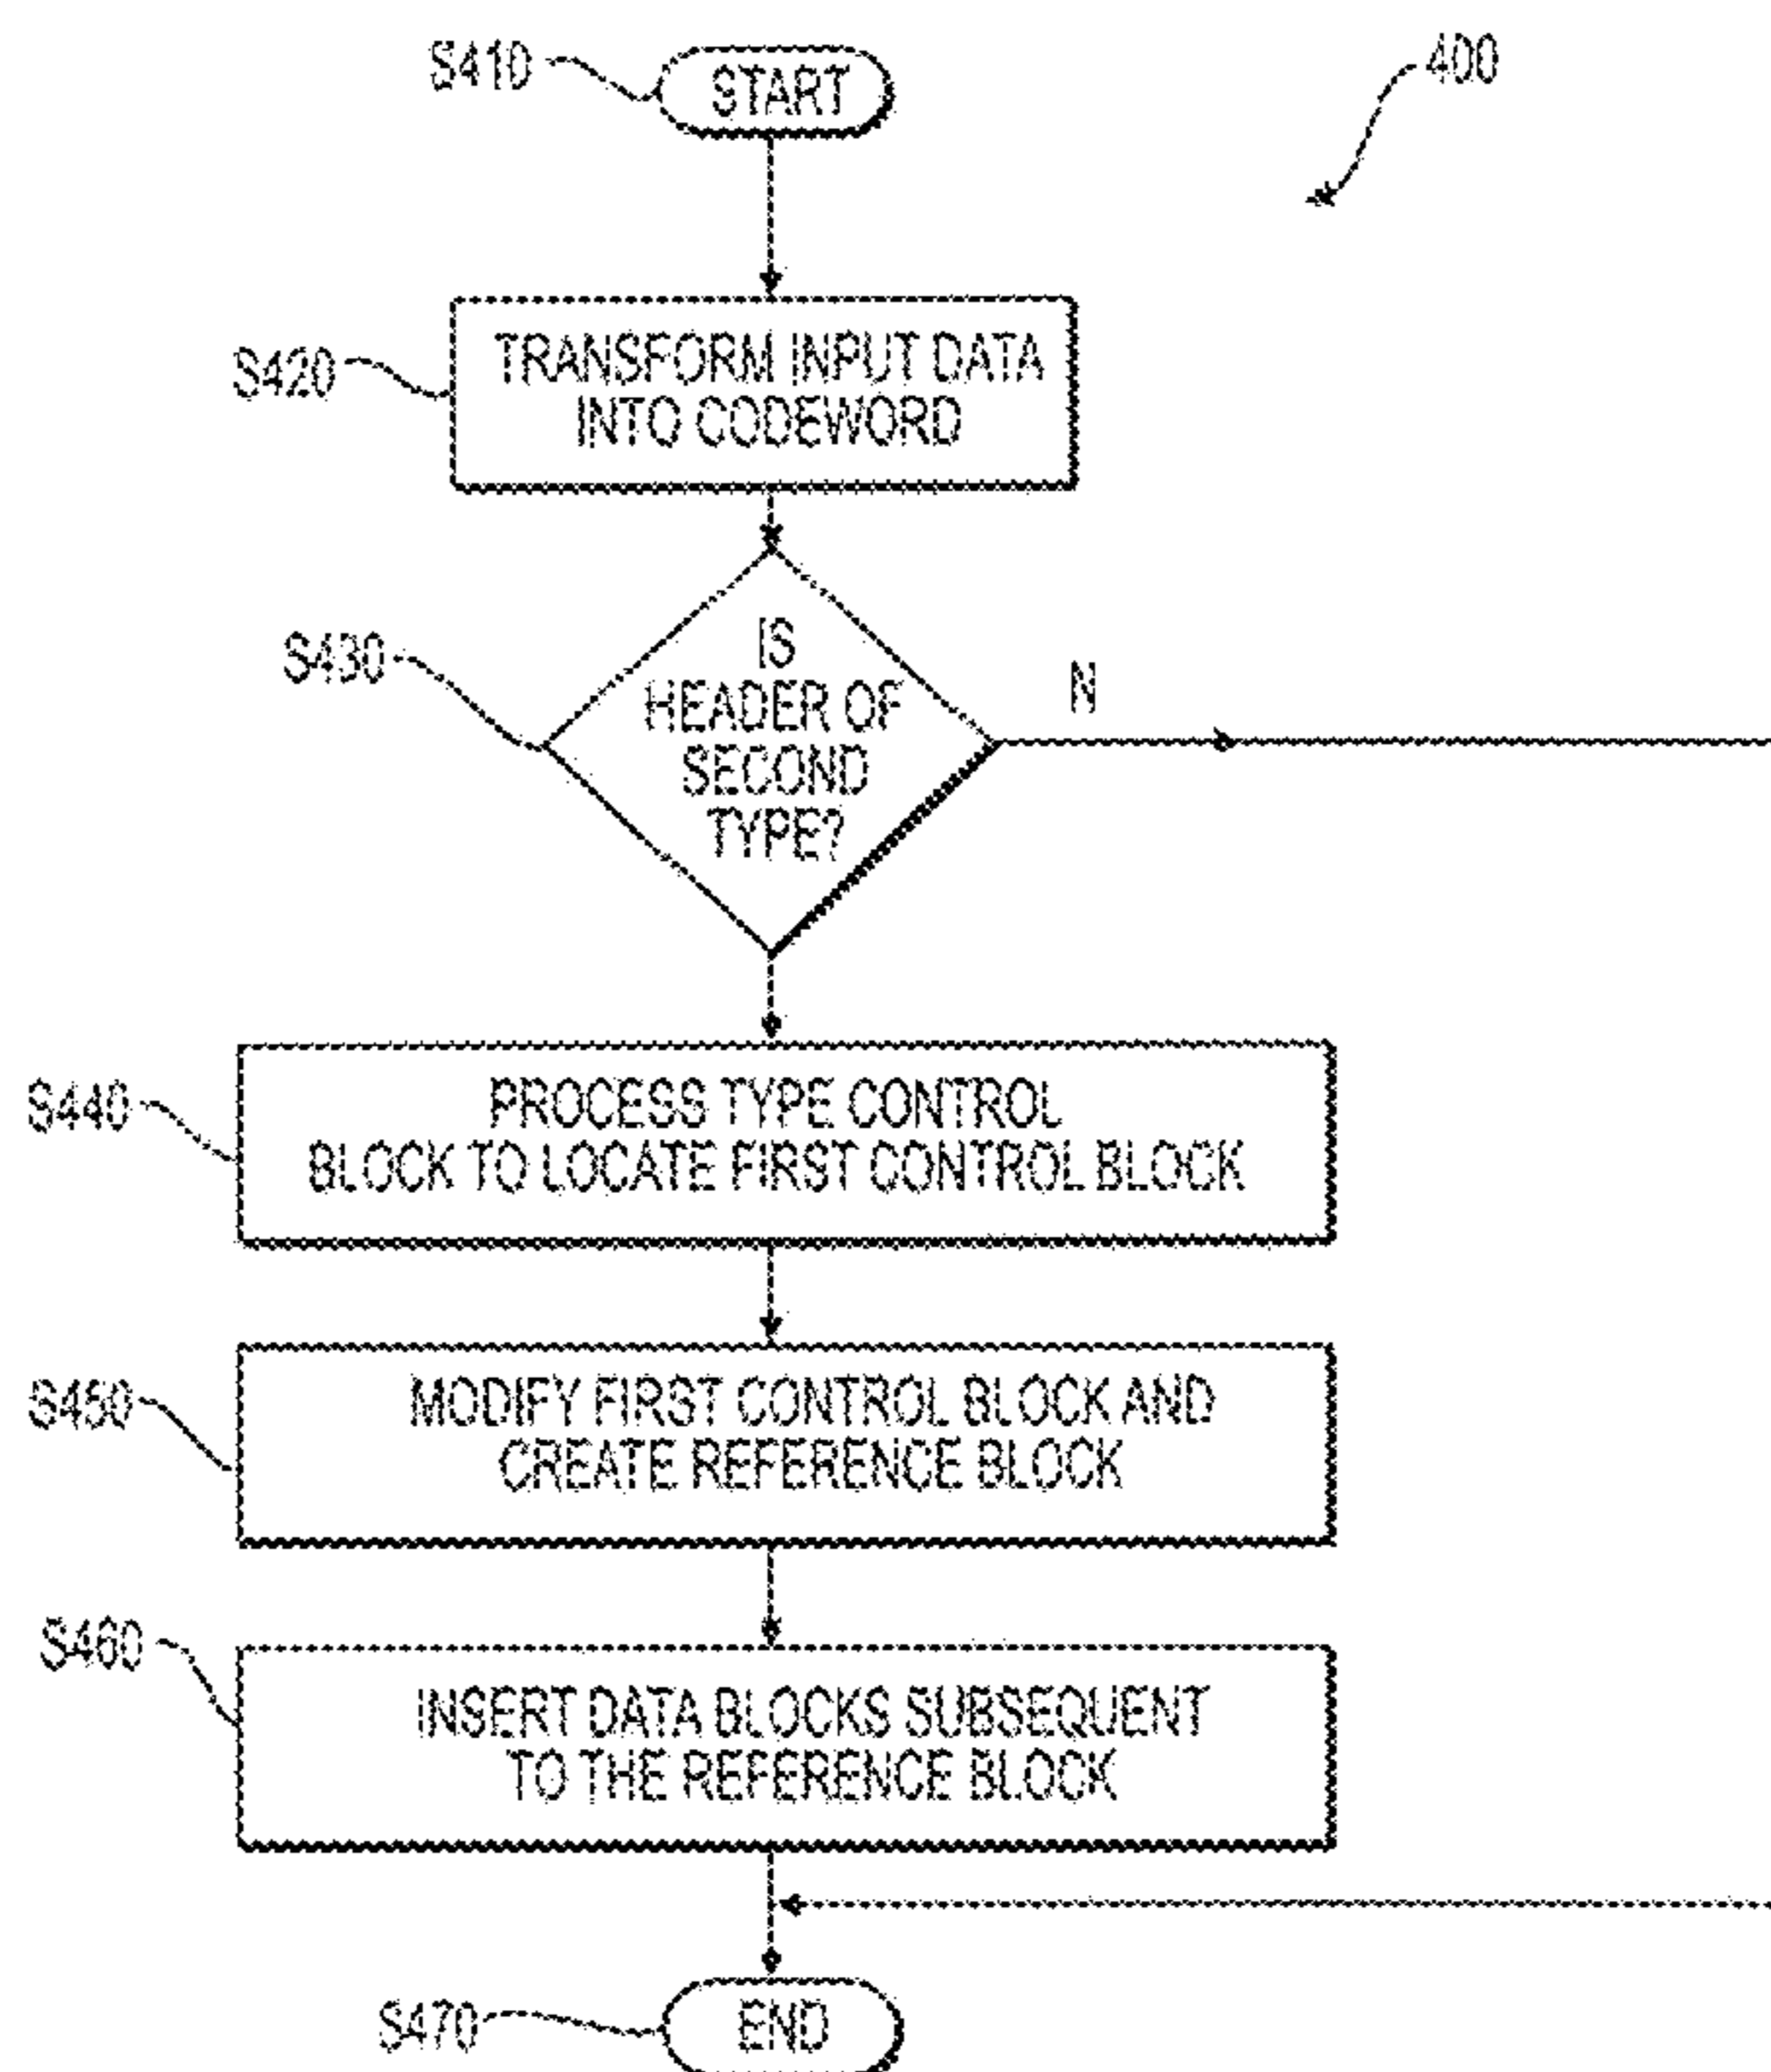 S410
START
400
S420
TRANSFORM INPUT DATA
INTO CODEWORD
S430
IS
HEADER OF
SECOND
TYPE?
N
S440
PROCESS TYPE CONTROL
BLOCK TO LOCATE FIRST CONTROL BLOCK
S450
MODIFY FIRST CONTROL BLOCK AND
CREATE REFERENCE BLOCK
S460
INSERT DATA BLOCKS SUBSEQUENT
TO THE REFERENCE BLOCK
S470
END